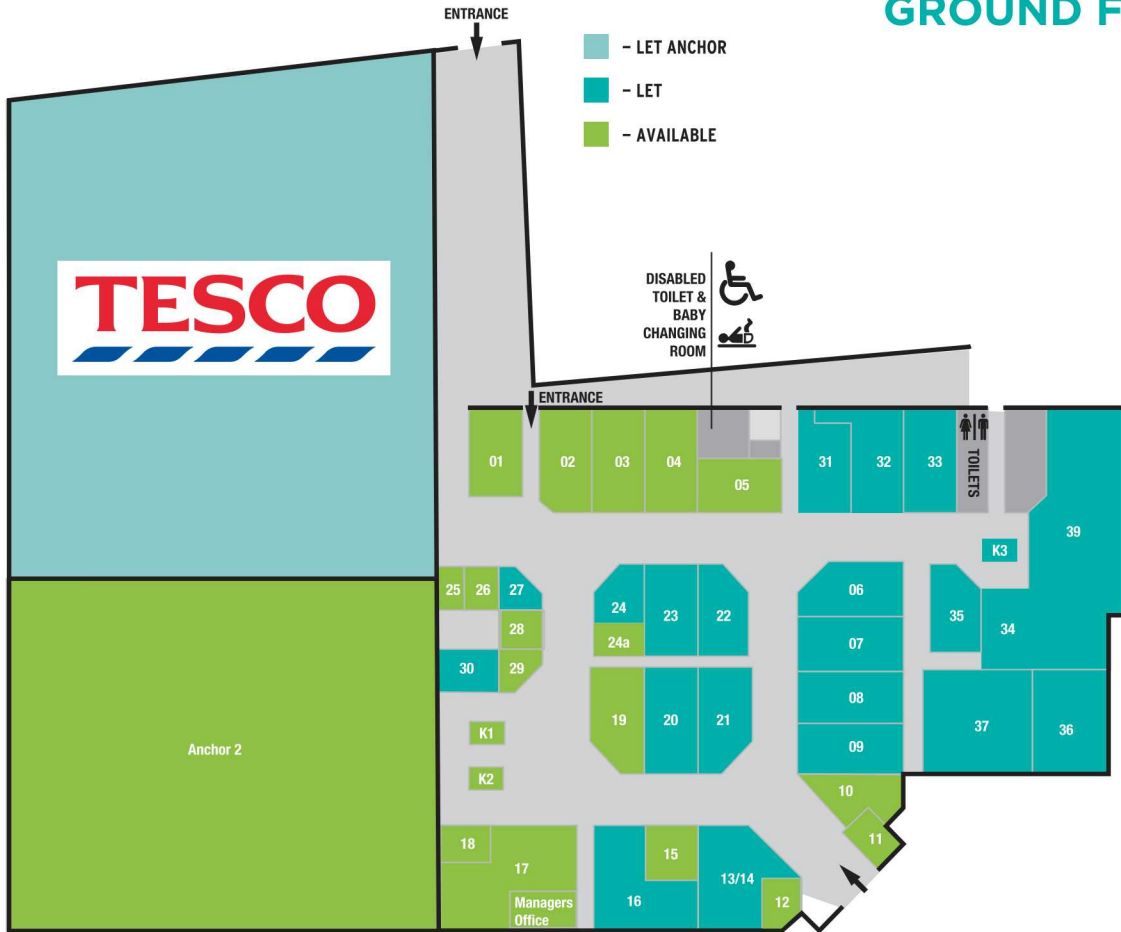 GROUND F
ENTRANCE
– LET ANCHOR
– LET
– AVAILABLE
TESCO
DISABLED
TOILET &
BABY
CHANGING
ROOM
ENTRANCE
01
02
03
04
05
31
32
33
TOILETS
39
K3
25
26
27
28
29
30
24
24a
23
22
06
07
08
09
35
34
K1
K2
19
20
21
37
36
Anchor 2
10
11
18
17
Managers
Office
16
15
13/14
12